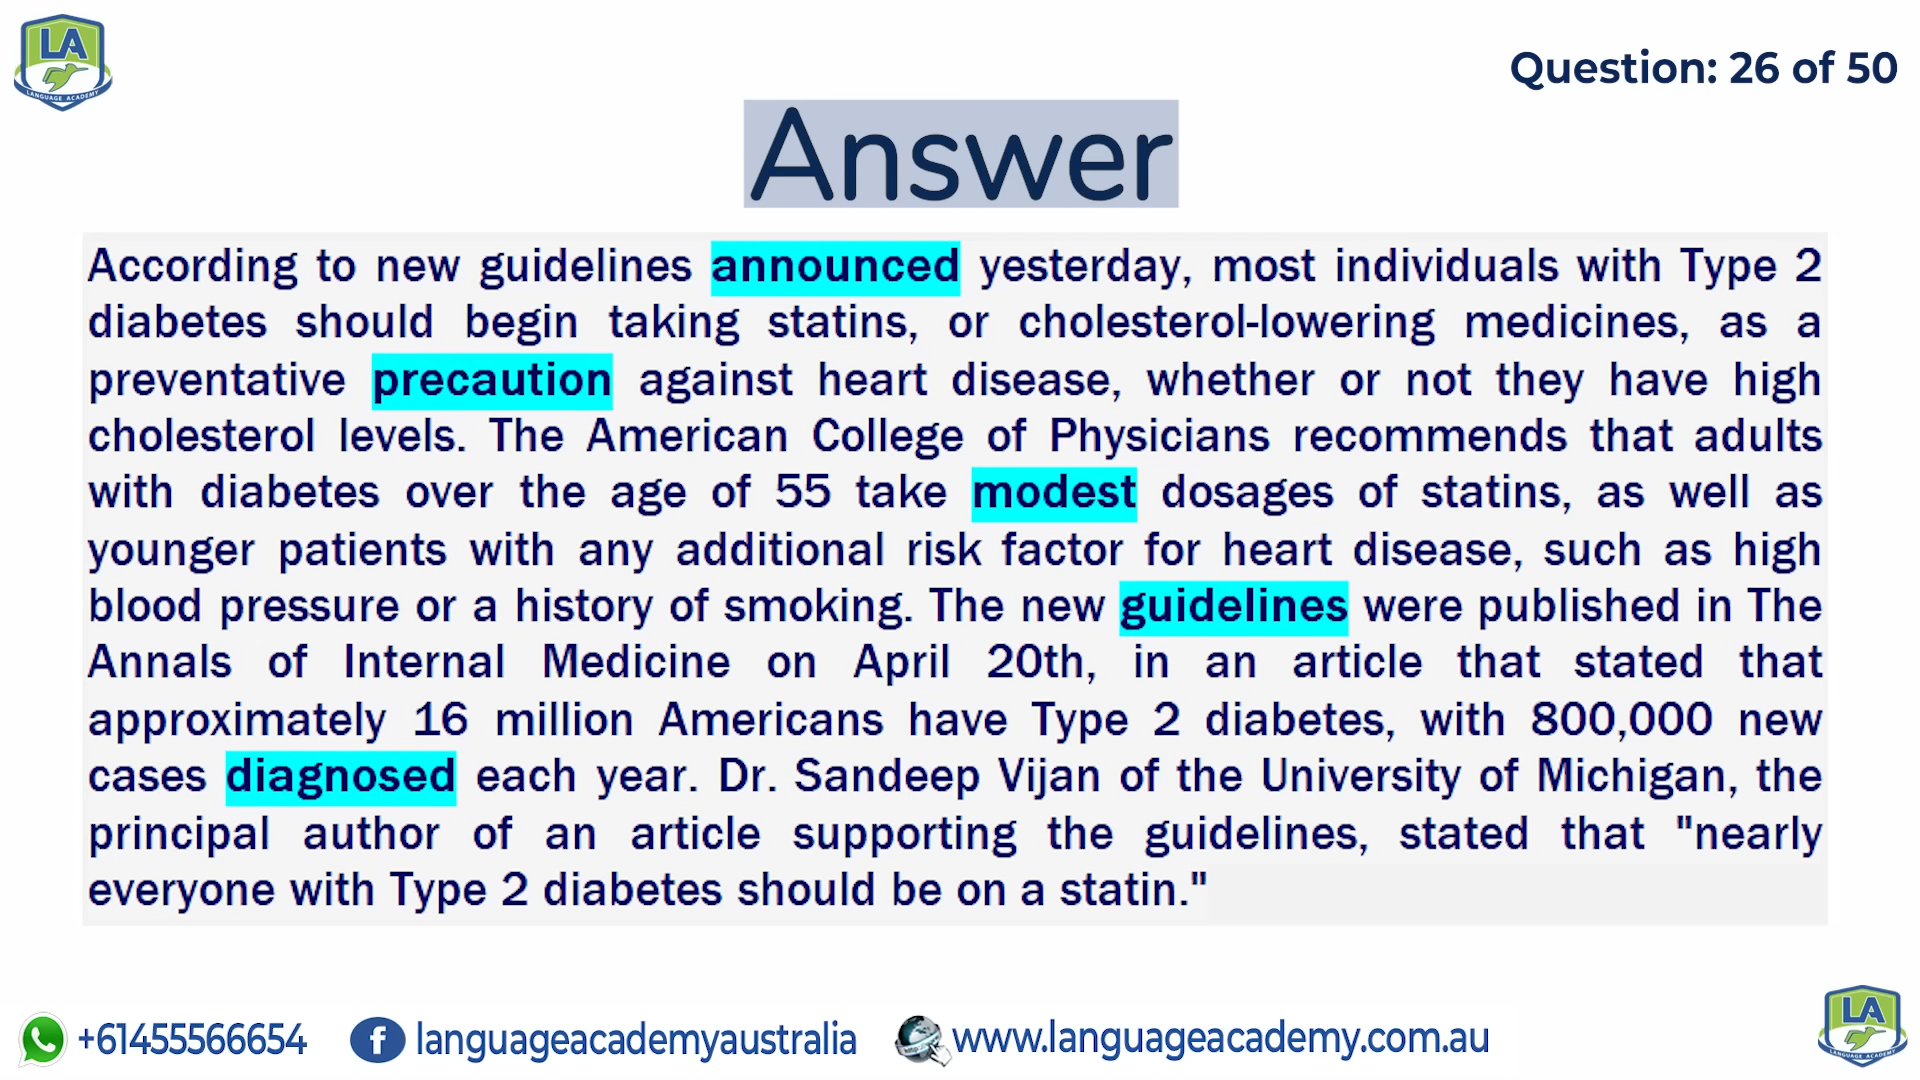 LA
LANGUAGE ACADEMY
Question: 26 of 50
Answer
According to new guidelines announced yesterday, most individuals with Type 2
diabetes should begin taking statins, or cholesterol-lowering medicines, as a
preventative precaution against heart disease, whether or not they have high
cholesterol levels. The American College of Physicians recommends that adults
with diabetes over the age of 55 take modest dosages of statins, as well as
younger patients with any additional risk factor for heart disease, such as high
blood pressure or a history of smoking. The new guidelines were published in The
Annals of Internal Medicine on April 20th, in an article that stated that
approximately 16 million Americans have Type 2 diabetes, with 800,000 new
cases diagnosed each year. Dr. Sandeep Vijan of the University of Michigan, the
principal author of an article supporting the guidelines, stated that "nearly
everyone with Type 2 diabetes should be on a statin."
+61455566654
f languageacademyaustralia
http:// www.languageacademy.com.au
LA
LANGUAGE ACADEMY